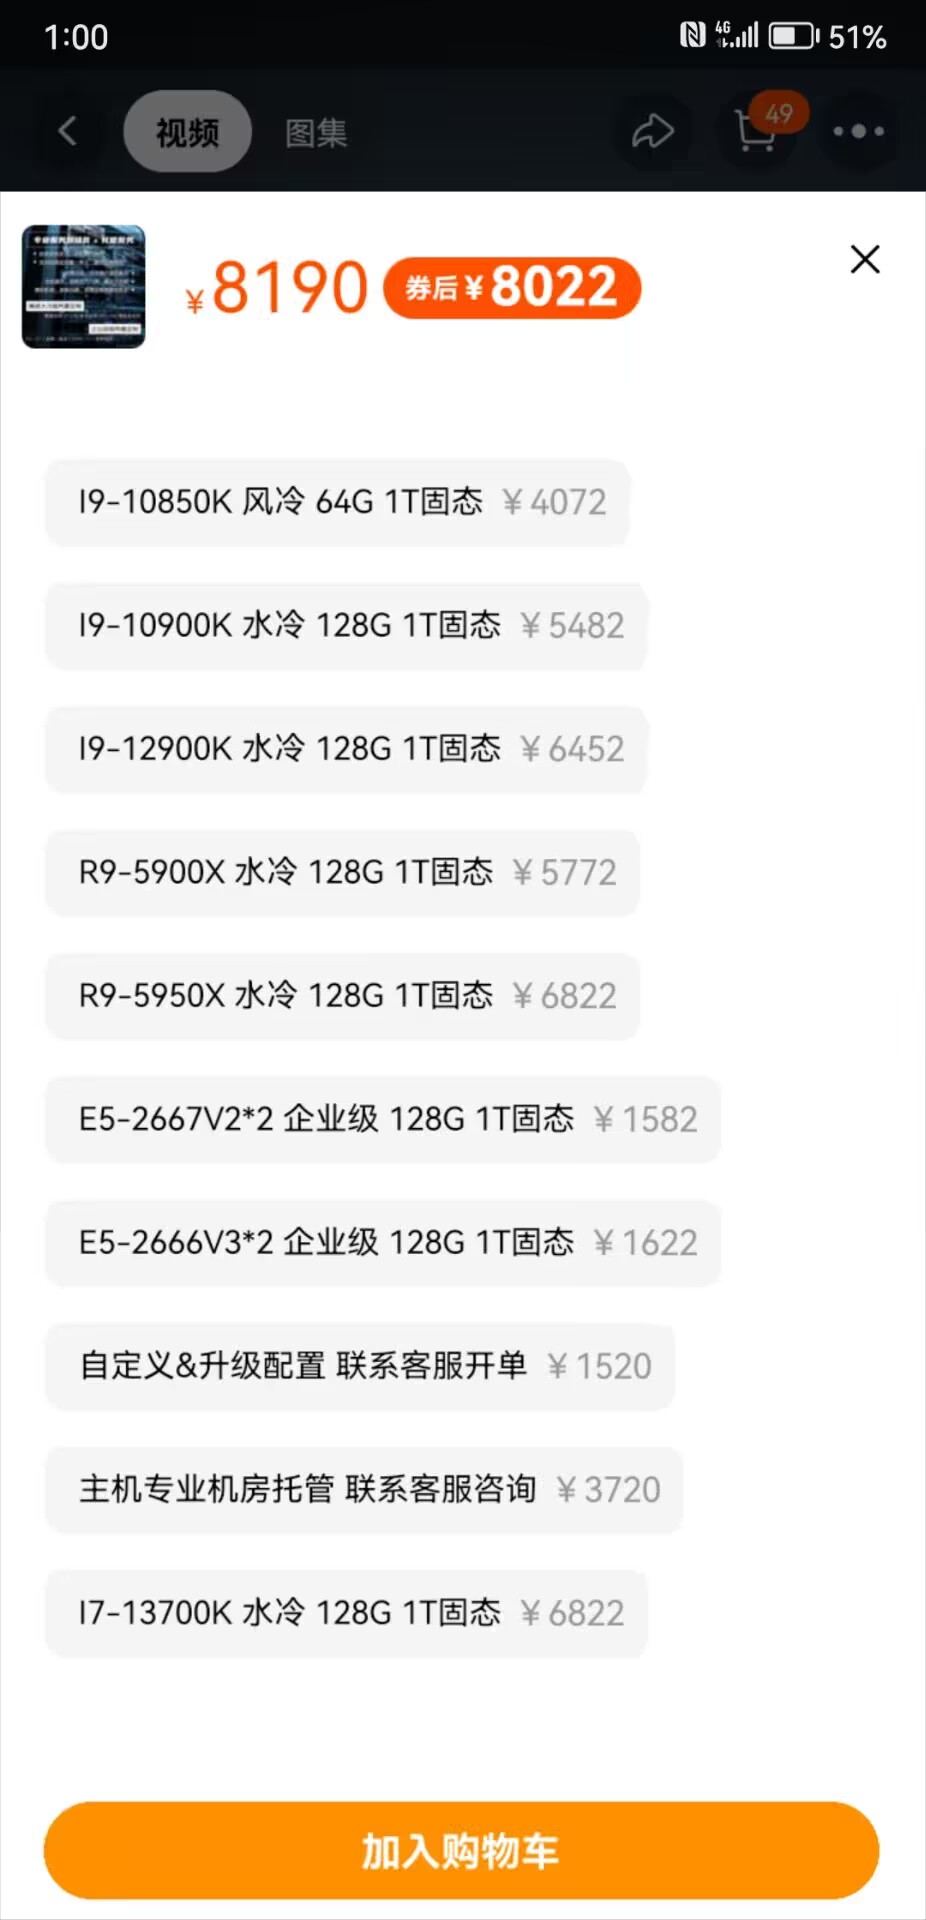 1:00
4G
51%
视频
图集
49
¥8190
券后¥8022
I9-10850K 风冷 64G 1T固态 ¥4072
I9-10900K 水冷 128G 1T固态 ¥5482
I9-12900K 水冷 128G 1T固态 ¥6452
R9-5900X 水冷 128G 1T固态 ¥5772
R9-5950X 水冷 128G 1T固态 ¥6822
E5-2667V2*2 企业级 128G 1T固态 ¥1582
E5-2666V3*2 企业级 128G 1T固态 ¥1622
自定义&升级配置 联系客服开单 ¥1520
主机专业机房托管 联系客服咨询 ¥3720
I7-13700K 水冷 128G 1T固态 ¥6822
加入购物车